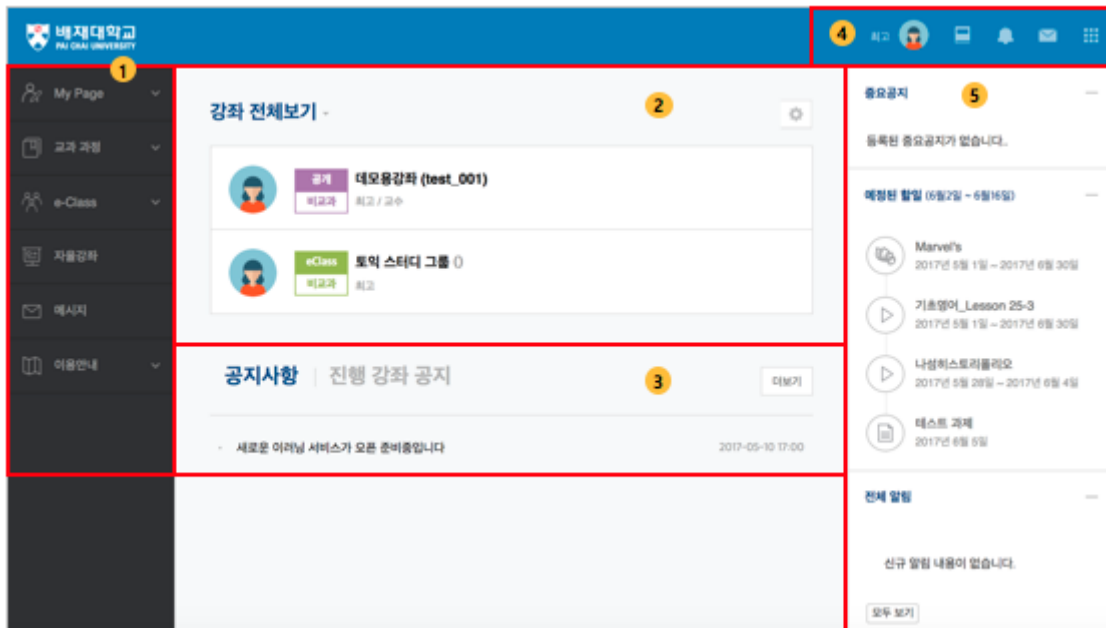 배재대학교
PAI CHAI UNIVERSITY
4
최고
1
My Page
교과 과정
e-Class
자율강좌
메시지
이용안내
강좌 전체보기
2
공개
비교과
데모용강좌 (test_001)
최고 / 교수
eClass
비교과
토익 스터디 그룹 ()
최고
공지사항
진행 강좌 공지
3
더보기
새로운 이러닝 서비스가 오픈 준비중입니다
2017-05-10 17:00
중요공지
5
등록된 중요공지가 없습니다..
예정된 할일 (6월2일 ~ 6월16일)
Marvel's
2017년 5월 1일 ~ 2017년 6월 30일
기초영어_Lesson 25-3
2017년 5월 1일 ~ 2017년 6월 30일
나성히스토리폴리오
2017년 5월 28일 ~ 2017년 6월 4일
테스트 과제
2017년 6월 5일
전체 알림
신규 알림 내용이 없습니다.
모두 보기